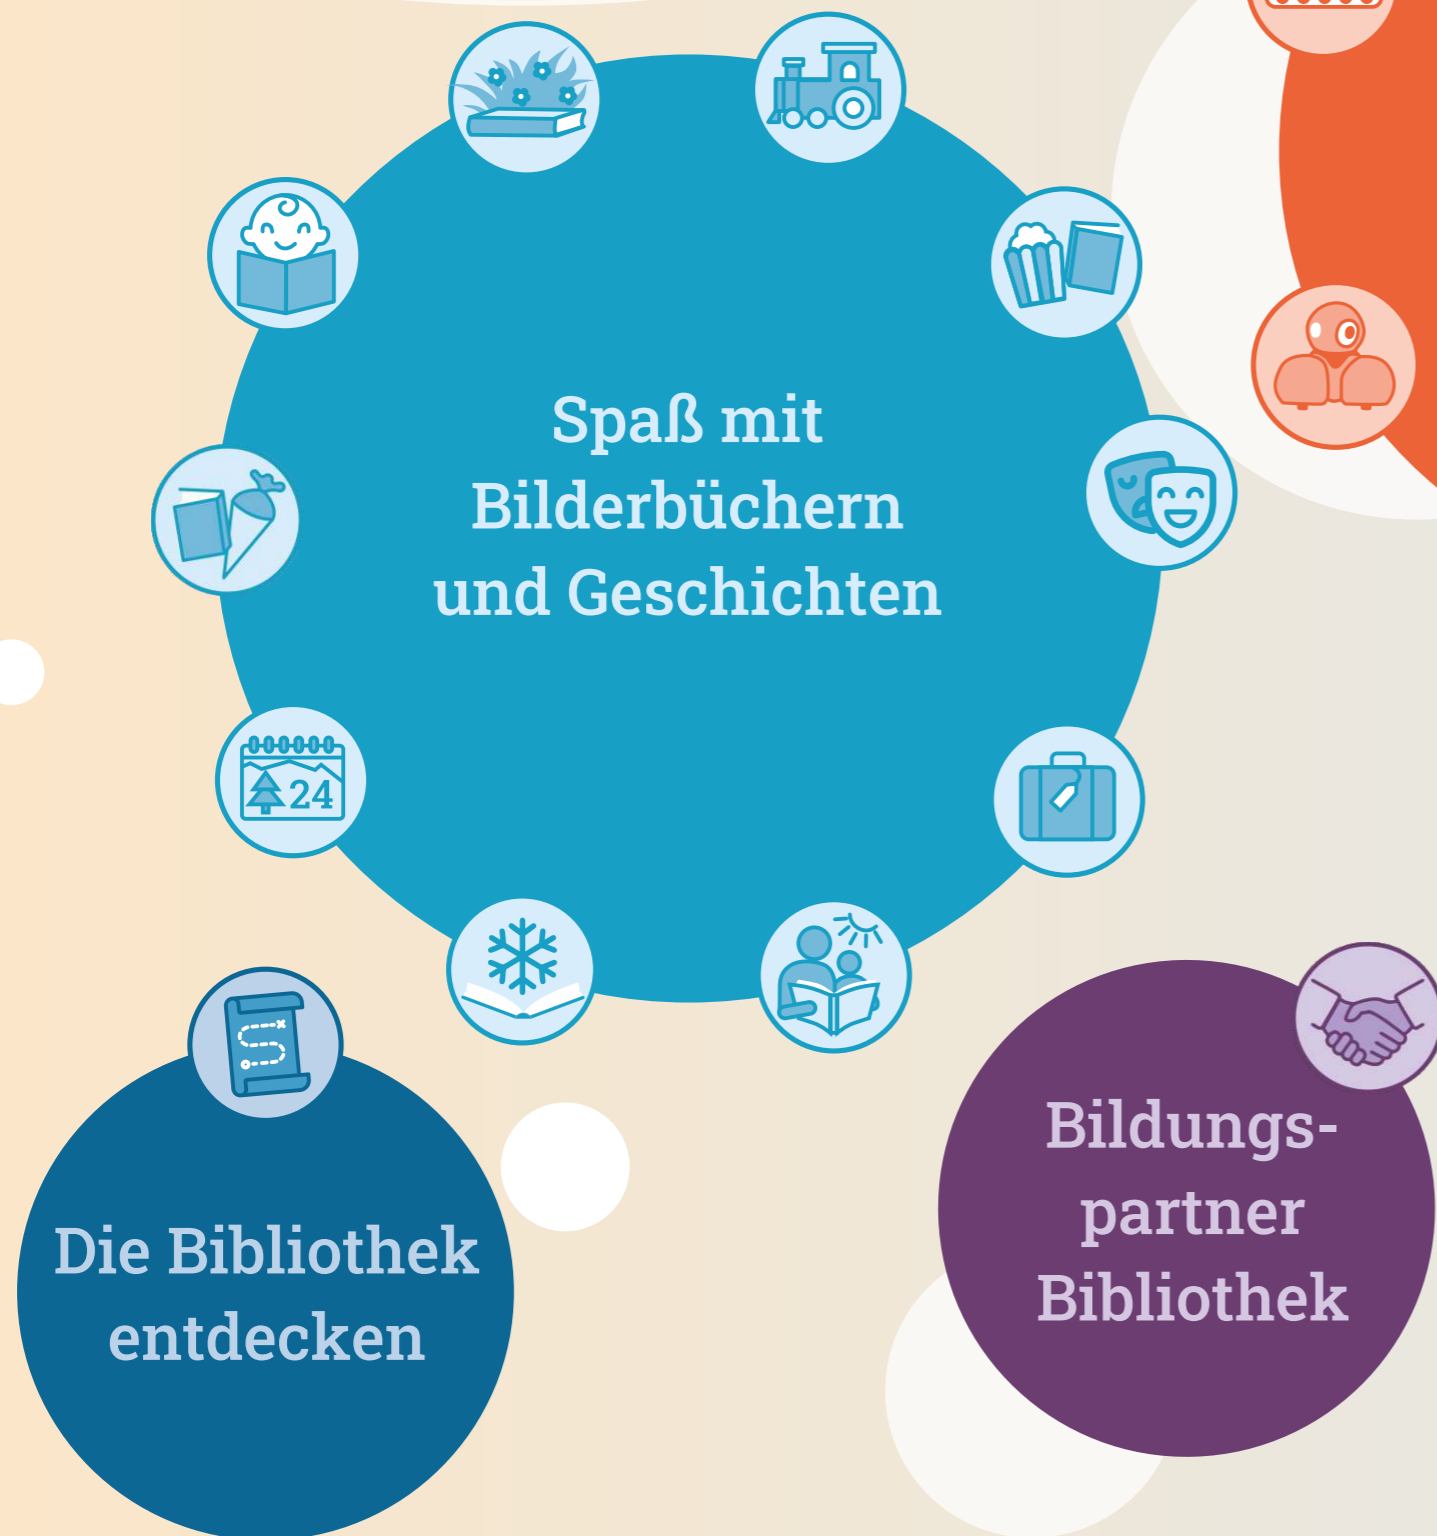 Spaß mit
Bilderbüchern
und Geschichten
24
Die Bibliothek
entdecken
Bildungs-
partner
Bibliothek